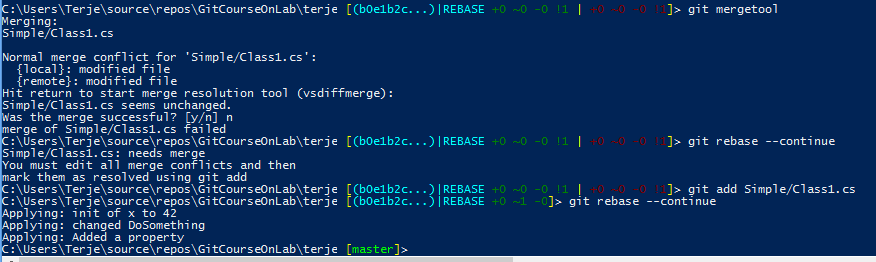 C:\Users\Terje\source\repos\GitCourseOnLab\terje [(b0e1b2c...)|REBASE +0 ~0 -0 !1 | +0 ~0 -0 !1]> git mergetool
Merging:
Simple/Class1.cs
Normal merge conflict for 'Simple/Class1.cs':
{local}: modified file
{remote}: modified file
Hit return to start merge resolution tool (vsdiffmerge):
Simple/Class1.cs seems unchanged.
Was the merge successful? [y/n] n
merge of Simple/Class1.cs failed
C:\Users\Terje\source\repos\GitCourseOnLab\terje [(b0e1b2c...)|REBASE +0 ~0 -0 !1 | +0 ~0 -0 !1]> git rebase --continue
Simple/Class1.cs: needs merge
You must edit all merge conflicts and then
mark them as resolved using git add
C:\Users\Terje\source\repos\GitCourseOnLab\terje [(b0e1b2c...)|REBASE +0 ~0 -0 !1 | +0 ~0 -0 !1]> git add Simple/Class1.cs
C:\Users\Terje\source\repos\GitCourseOnLab\terje [(b0e1b2c...)|REBASE +0 ~1 -0]> git rebase --continue
Applying: init of x to 42
Applying: changed DoSomething
Applying: Added a property
C:\Users\Terje\source\repos\GitCourseOnLab\terje [master]>